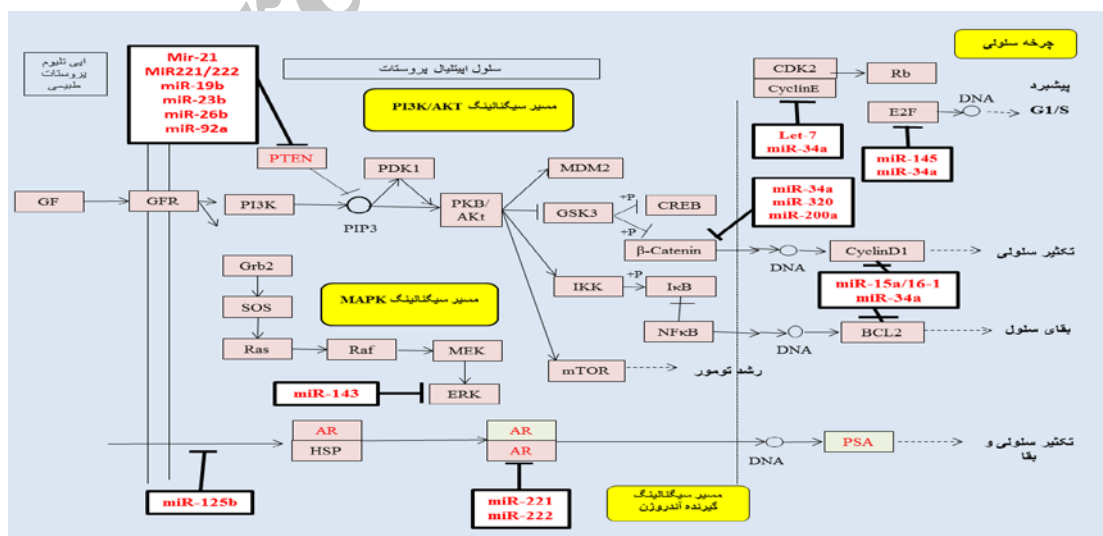 اپی تلیوم
پروستات
طبیعی
Mir-21
MIR221/222
miR-19b
miR-23b
miR-26b
miR-92a
سلول اپیتلیال پروستات
مسیر سیگنالینگ PI3K/AKT
چرخه سلولی
CDK2
CyclinE
Rb
پیشبرد
G1/S
E2F
DNA
Let-7
miR-34a
miR-145
miR-34a
PTEN
PDK1
MDM2
GF
GFR
PI3K
PIP3
PKB/
AKt
GSK3
+P
+P
CREB
miR-34a
miR-320
miR-200a
β-Catenin
DNA
CyclinD1
تکثیر سلولی
Grb2
SOS
Ras
Raf
MEK
ERK
مسیر سیگنالینگ MAPK
IKK
+P
IκB
NFκB
miR-15a/16-1
miR-34a
DNA
BCL2
بقای سلول
mTOR
رشد تومور
miR-143
AR
HSP
AR
AR
DNA
PSA
تکثیر سلولی و
بقا
miR-125b
miR-221
miR-222
مسیر سیگنالینگ
گیرنده آندروژن